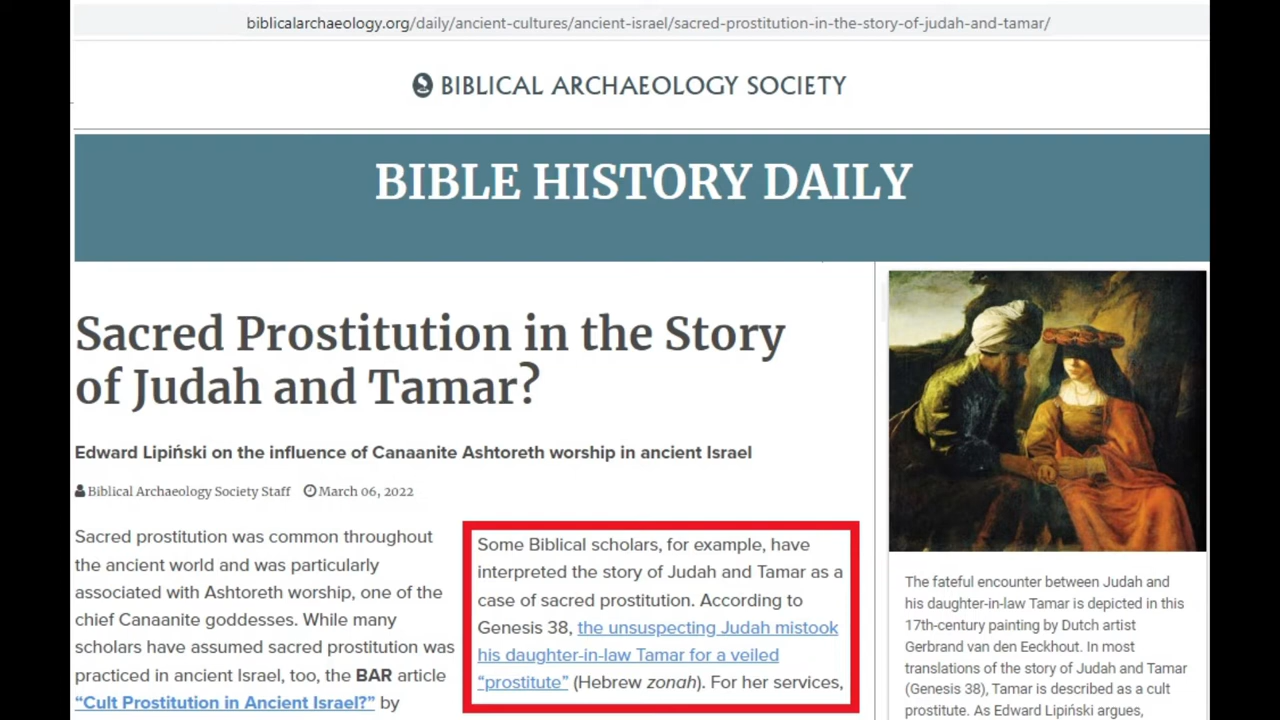 biblicalarchaeology.org/daily/ancient-cultures/ancient-israel/sacred-prostitution-in-the-story-of-judah-and-tamar/
BIBLICAL ARCHAEOLOGY SOCIETY
BIBLE HISTORY DAILY
Sacred Prostitution in the Story
of Judah and Tamar?
Edward Lipiński on the influence of Canaanite Ashtoreth worship in ancient Israel
Biblical Archaeology Society Staff March 06, 2022
Sacred prostitution was common throughout
the ancient world and was particularly
associated with Ashtoreth worship, one of the
chief Canaanite goddesses. While many
scholars have assumed sacred prostitution was
practiced in ancient Israel, too, the BAR article
“Cult Prostitution in Ancient Israel?” by
Some Biblical scholars, for example, have
interpreted the story of Judah and Tamar as a
case of sacred prostitution. According to
Genesis 38, the unsuspecting Judah mistook
his daughter-in-law Tamar for a veiled
“prostitute” (Hebrew zonah). For her services,
The fateful encounter between Judah and
his daughter-in-law Tamar is depicted in this
17th-century painting by Dutch artist
Gerbrand van den Eeckhout. In most
translations of the story of Judah and Tamar
(Genesis 38), Tamar is described as a cult
prostitute. As Edward Lipiński argues,